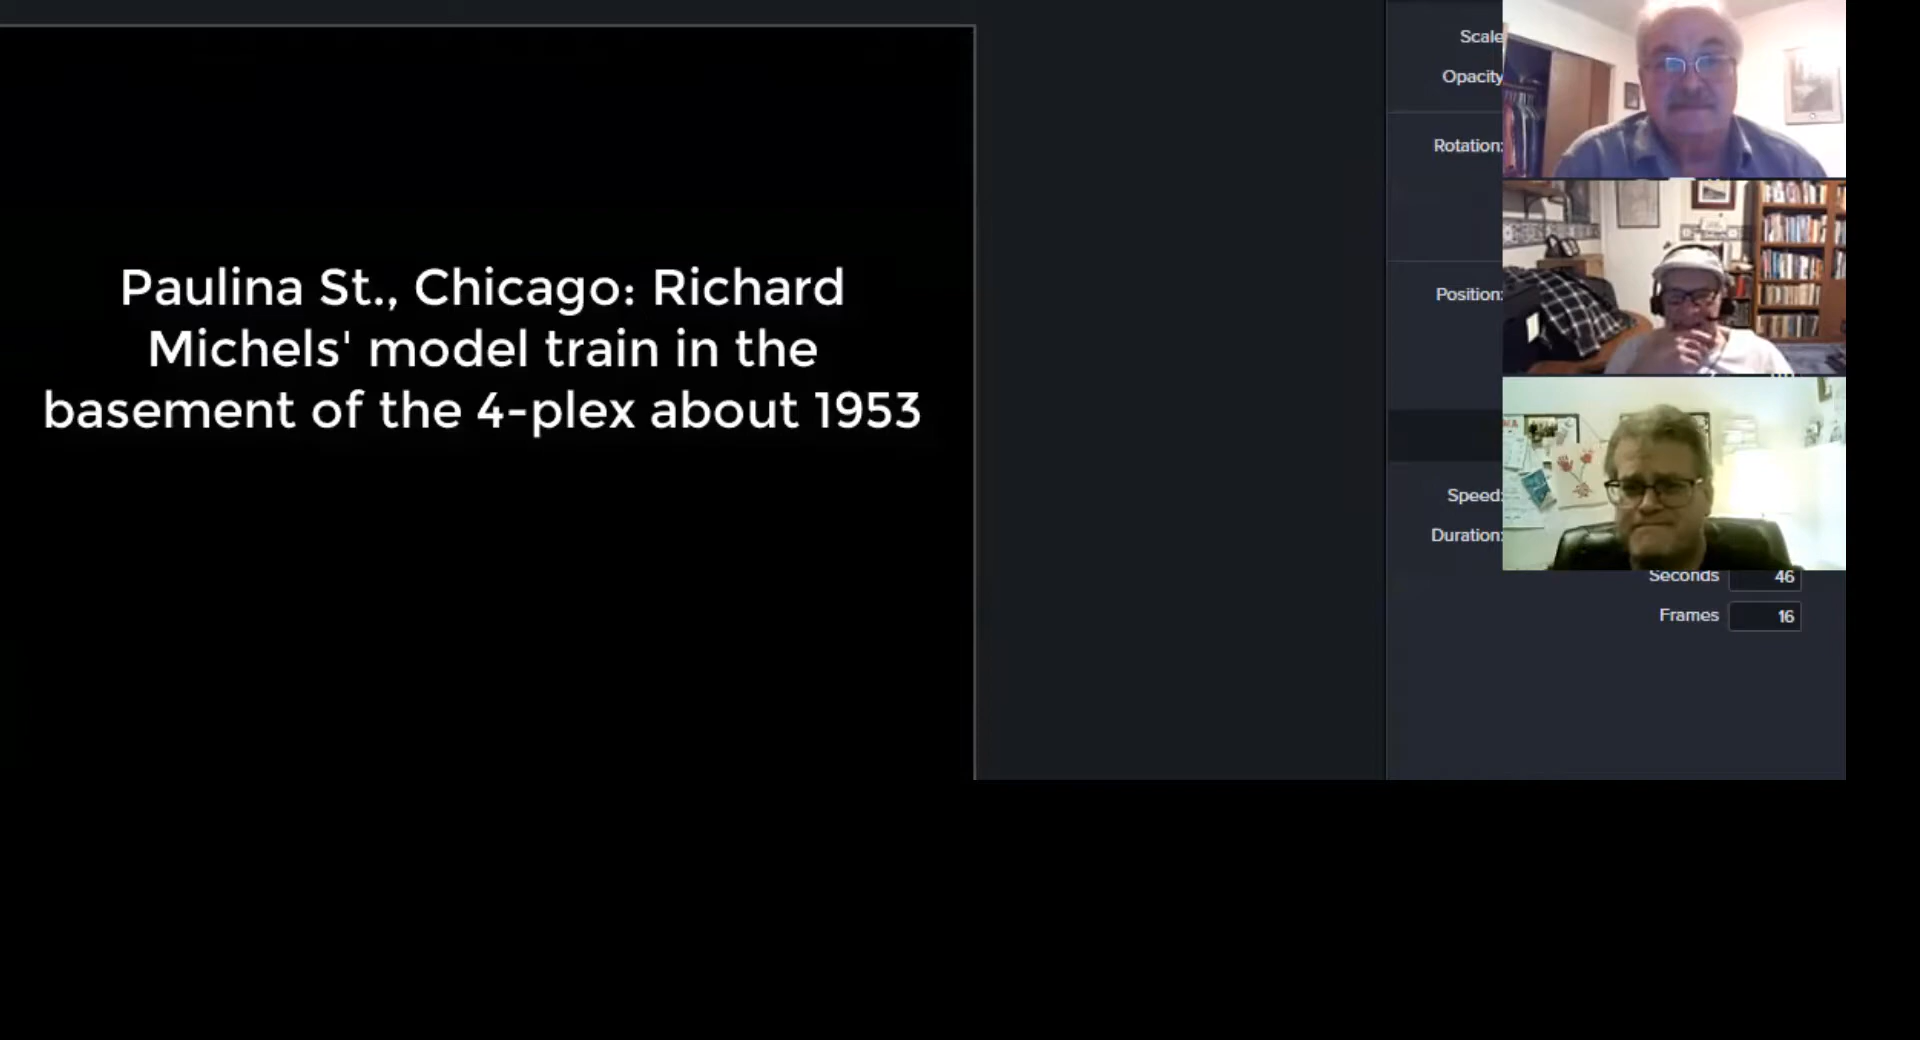 Paulina St., Chicago: Richard
Michels' model train in the
basement of the 4-plex about 1953
Scale
Opacity
Rotation:
Position:
Speed:
Duration:
Seconds 46
Frames 16